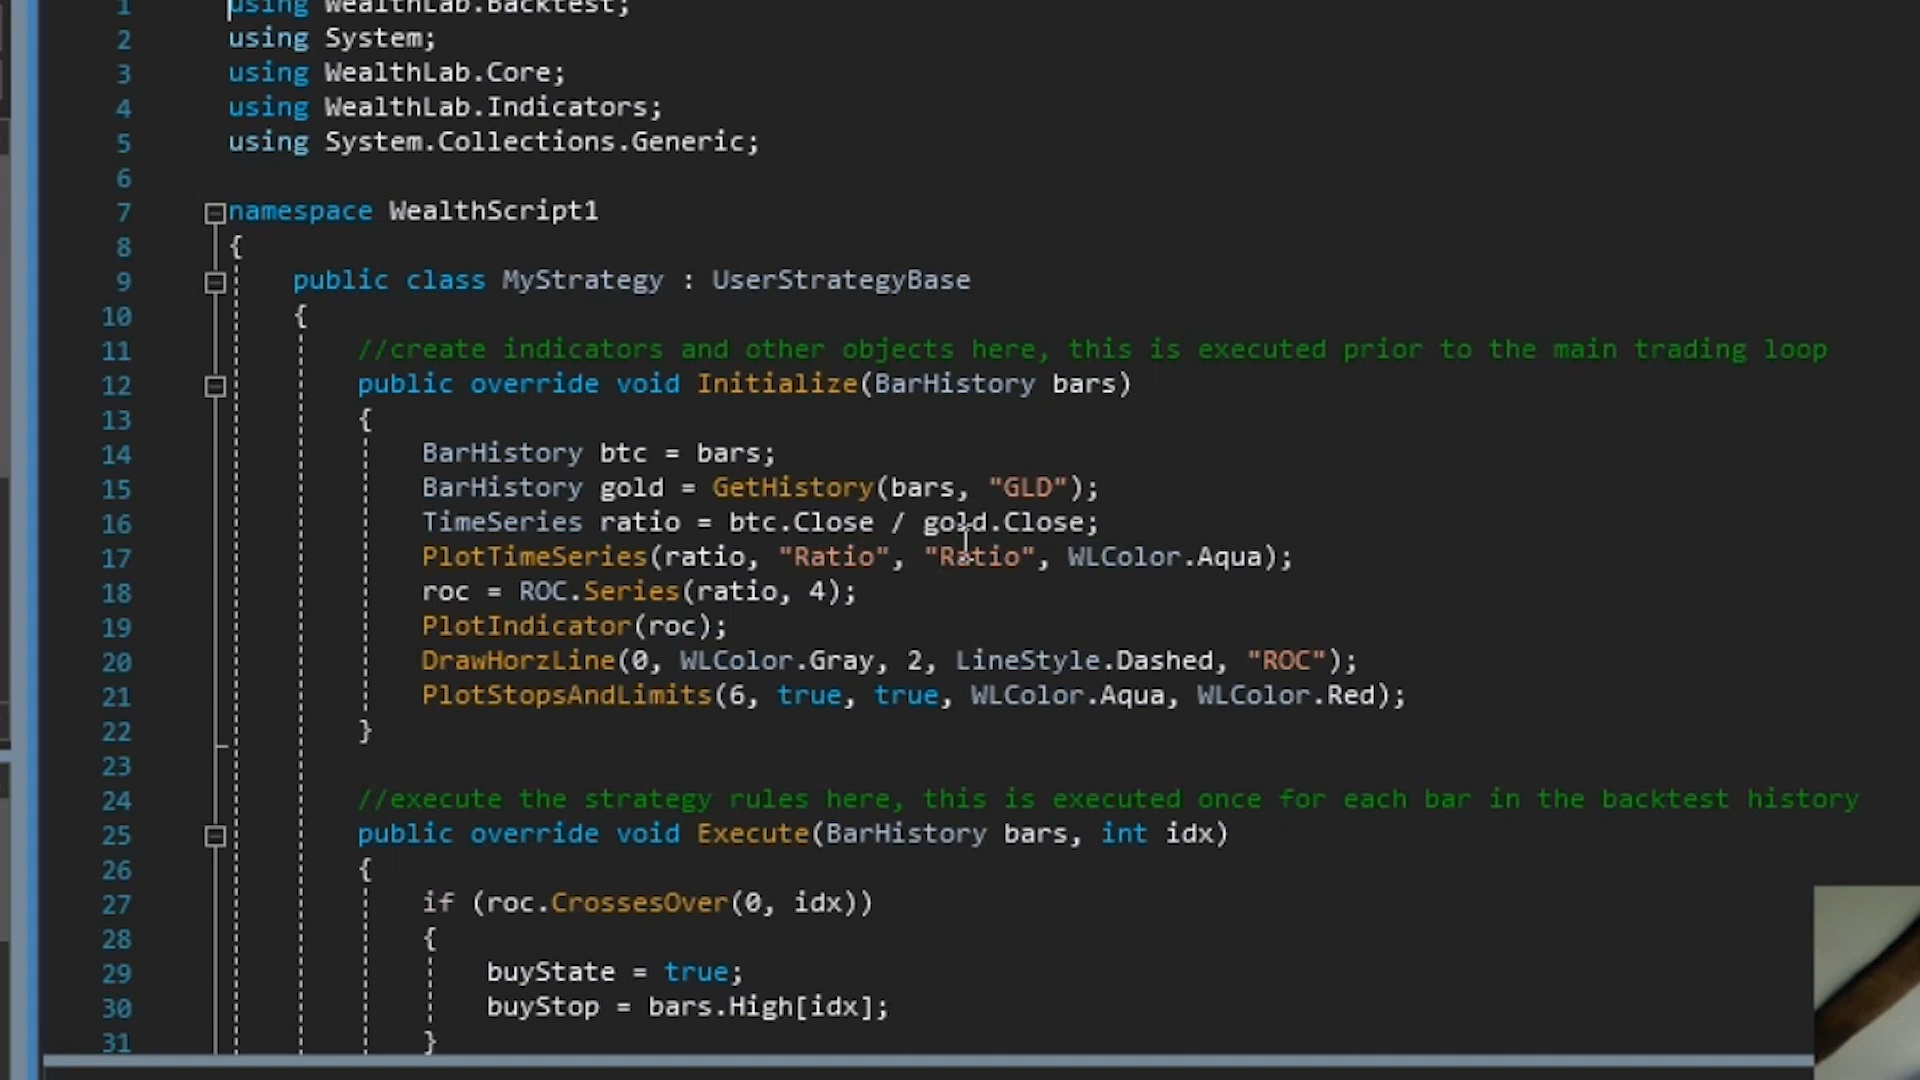 1 using WealthLab.Backtest;
2 using System;
3 using WealthLab.Core;
4 using WealthLab.Indicators;
5 using System.Collections.Generic;
6
7 namespace WealthScript1
8 {
9 public class MyStrategy : UserStrategyBase
10 {
11 //create indicators and other objects here, this is executed prior to the main trading loop
12 public override void Initialize(BarHistory bars)
13 {
14 BarHistory btc = bars;
15 BarHistory gold = GetHistory(bars, "GLD");
16 TimeSeries ratio = btc.Close / gold.Close;
17 PlotTimeSeries(ratio, "Ratio", "Ratio", WLColor.Aqua);
18 roc = ROC.Series(ratio, 4);
19 PlotIndicator(roc);
20 DrawHorzLine(0, WLColor.Gray, 2, LineStyle.Dashed, "ROC");
21 PlotStopsAndLimits(6, true, true, WLColor.Aqua, WLColor.Red);
22 }
23
24 //execute the strategy rules here, this is executed once for each bar in the backtest history
25 public override void Execute(BarHistory bars, int idx)
26 {
27 if (roc.CrossesOver(0, idx))
28 {
29 buyState = true;
30 buyStop = bars.High[idx];
31 }